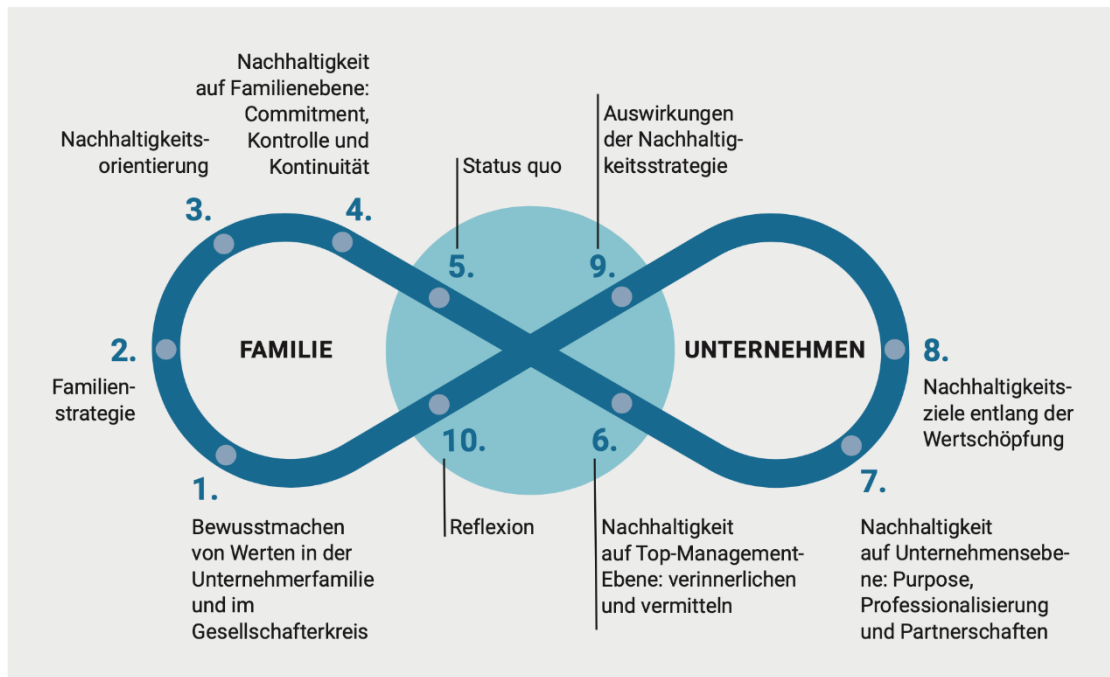 Nachhaltigkeit
auf Familienebene:
Commitment,
Kontrolle und
Kontinuität
4.
Nachhaltigkeits-
orientierung
3.
Status quo
5.
Auswirkungen
der Nachhaltig-
keitsstrategie
9.
2.
Familien-
strategie
FAMILIE
UNTERNEHMEN
8.
Nachhaltigkeits-
ziele entlang der
Wertschöpfung
1.
Bewusstmachen
von Werten in der
Unternehmerfamilie
und im
Gesellschafterkreis
10.
Reflexion
6.
Nachhaltigkeit
auf Top-Management-
Ebene: verinnerlichen
und vermitteln
7.
Nachhaltigkeit
auf Unternehmensebe-
ne: Purpose,
Professionalisierung
und Partnerschaften